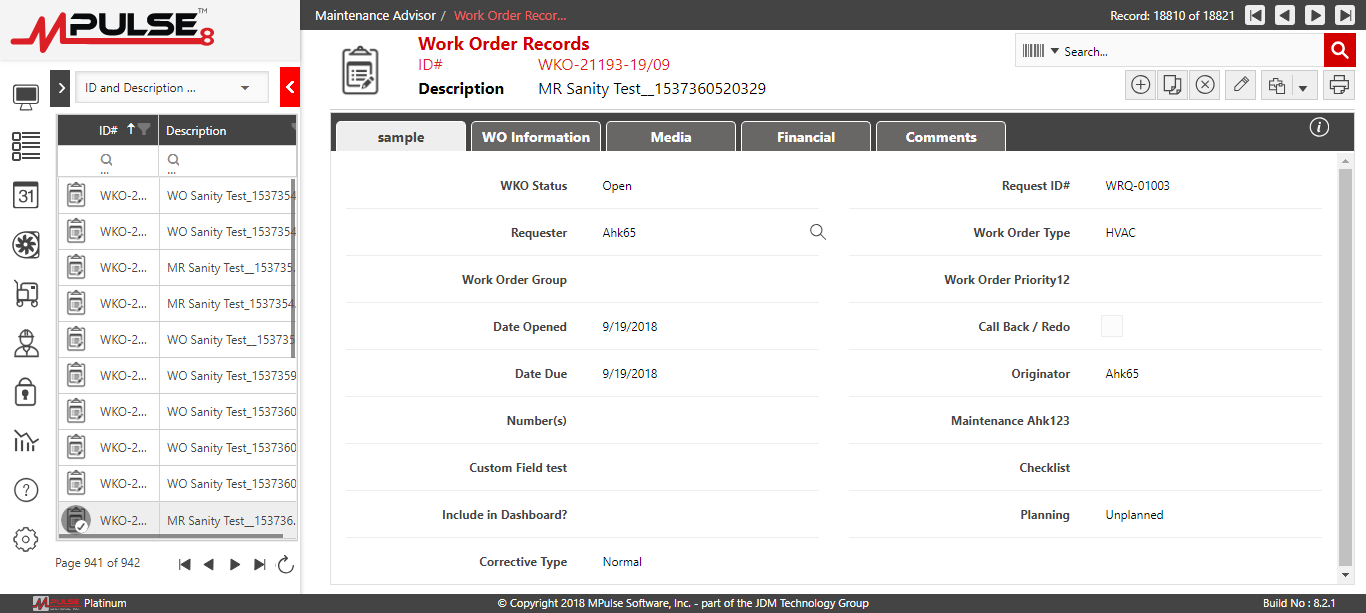 MPULSE 8 ™
Maintenance Advisor / Work Order Recor...
Record: 18810 of 18821
Work Order Records
ID# WKO-21193-19/09
Description MR Sanity Test__1537360520329
Search...
ID and Description ...
ID# Description
... ...
WKO-2... WO Sanity Test_1537354
WKO-2... WO Sanity Test_1537354
WKO-2... MR Sanity Test__153735.
WKO-2... MR Sanity Test_1537354.
WKO-2... WO Sanity Test__153735
WKO-2... WO Sanity Test_1537359
WKO-2... WO Sanity Test_1537360
WKO-2... WO Sanity Test_1537360
WKO-2... WO Sanity Test_1537360
WKO-2... MR Sanity Test__153736.
Page 941 of 942
31
?
sample WO Information Media Financial Comments
i
WKO Status Open Request ID# WRQ-01003
Requester Ahk65 Work Order Type HVAC
Work Order Group Work Order Priority12
Date Opened 9/19/2018 Call Back / Redo
Date Due 9/19/2018 Originator Ahk65
Number(s) Maintenance Ahk123
Custom Field test Checklist
Include in Dashboard? Planning Unplanned
Corrective Type Normal
MPULSE Platinum
© Copyright 2018 MPulse Software, Inc. - part of the JDM Technology Group
Build No : 8.2.1